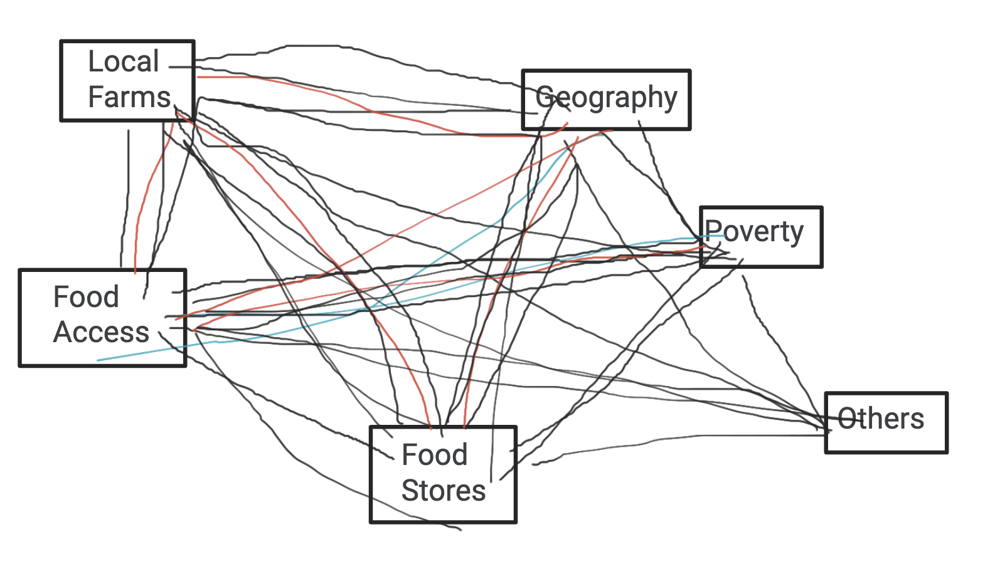 Local
Farms
Geography
Poverty
Food
Access
Others
Food
Stores